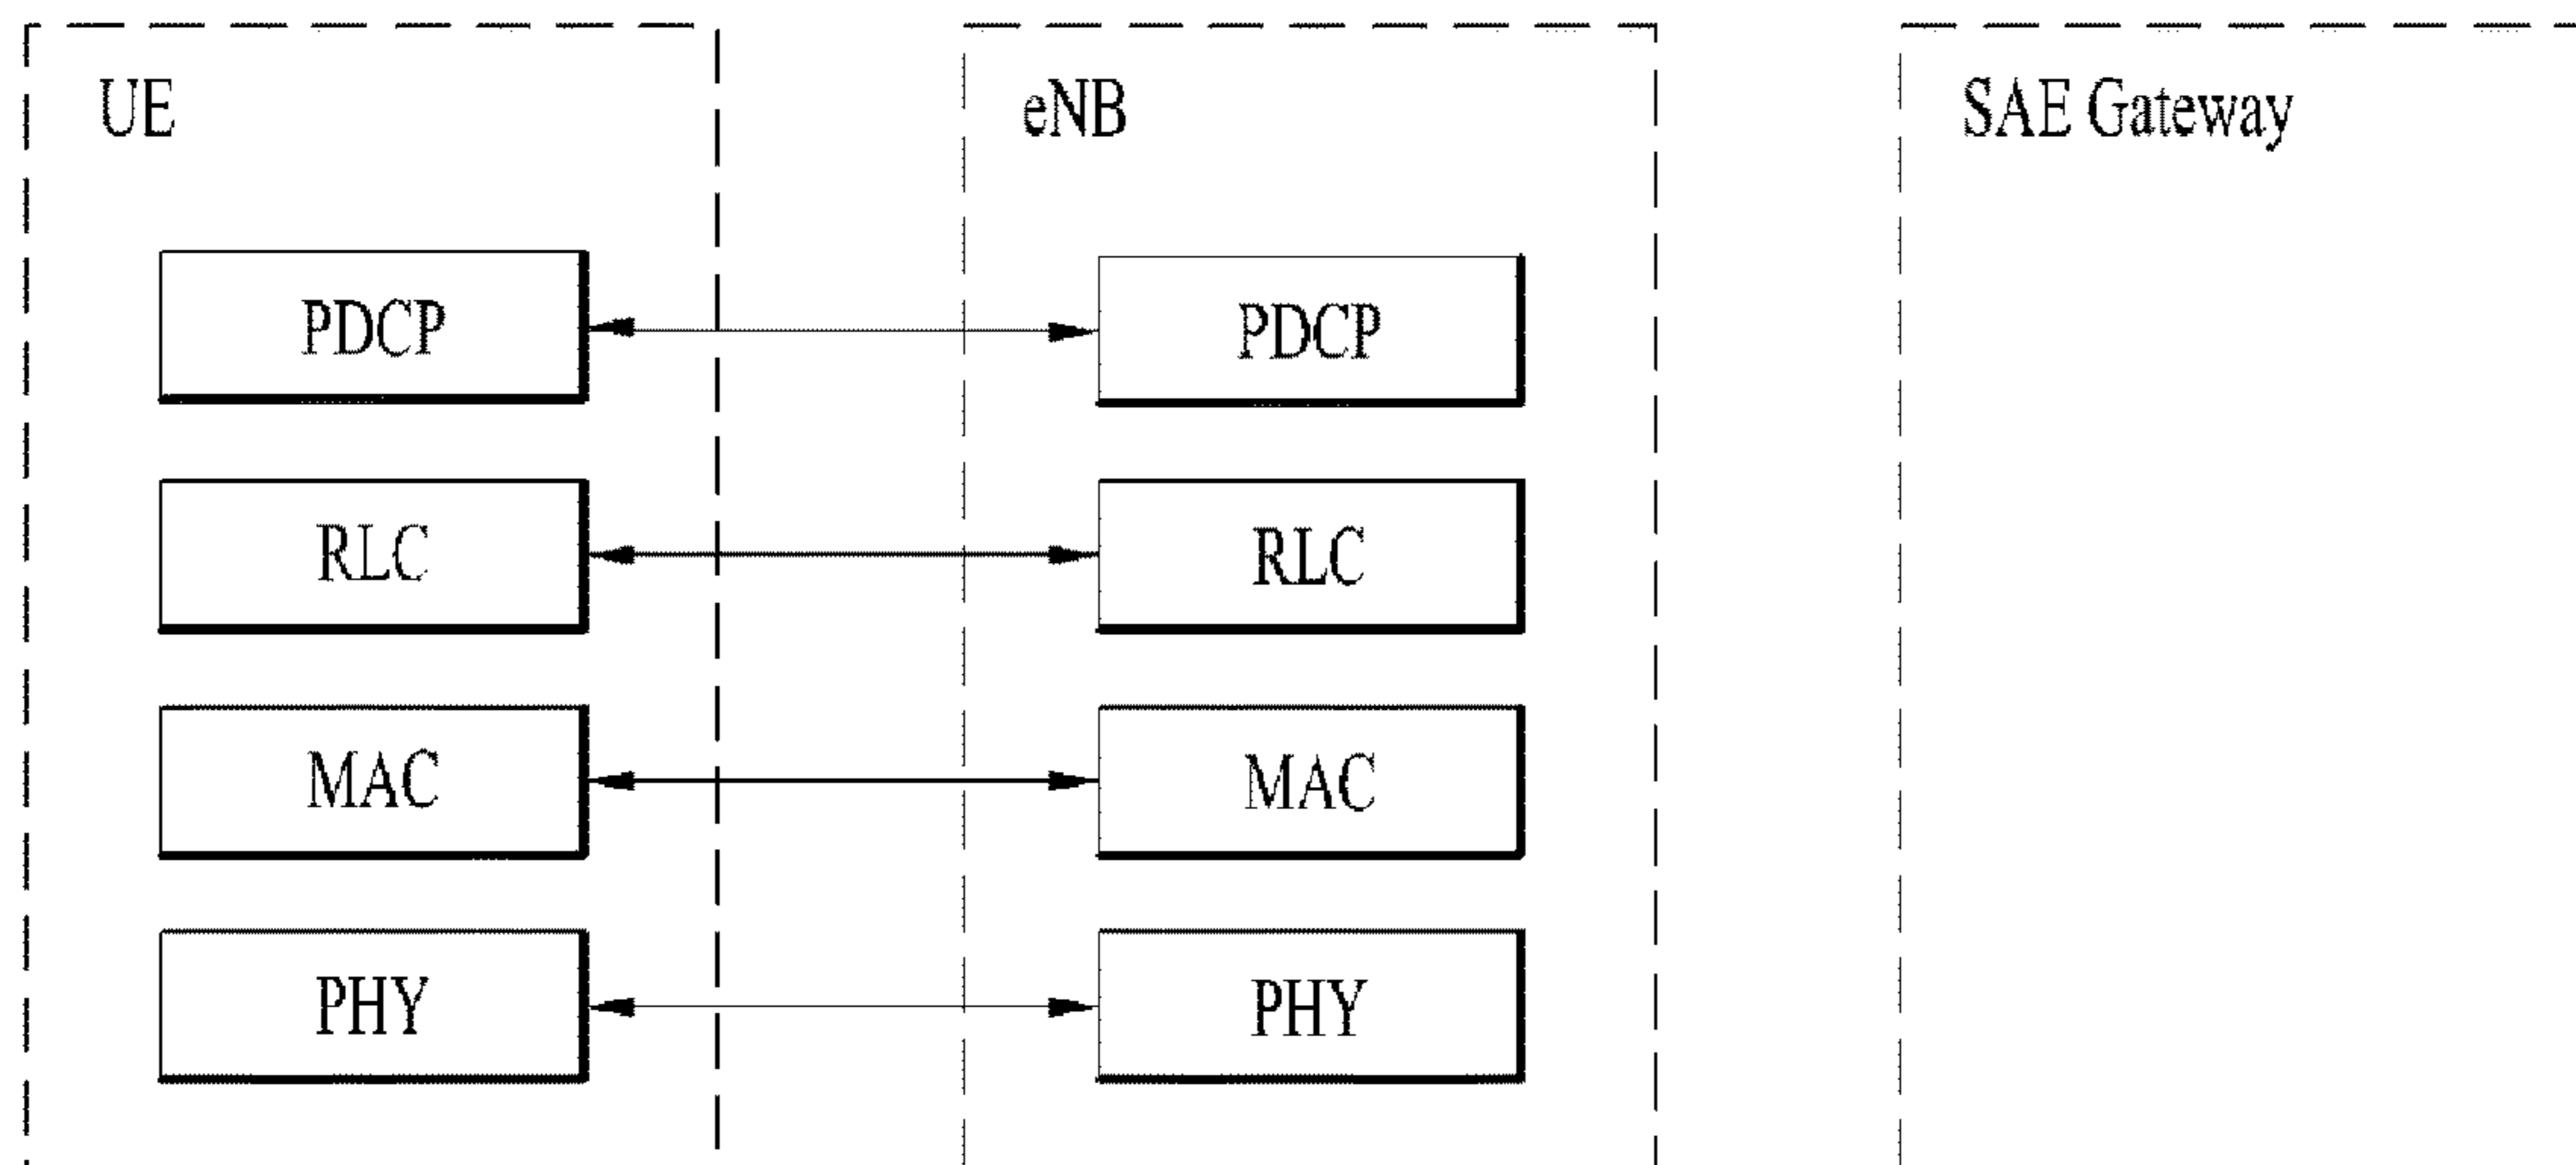 UE
eNB
SAE Gateway
PDCP
PDCP
RLC
RLC
MAC
MAC
PHY
PHY